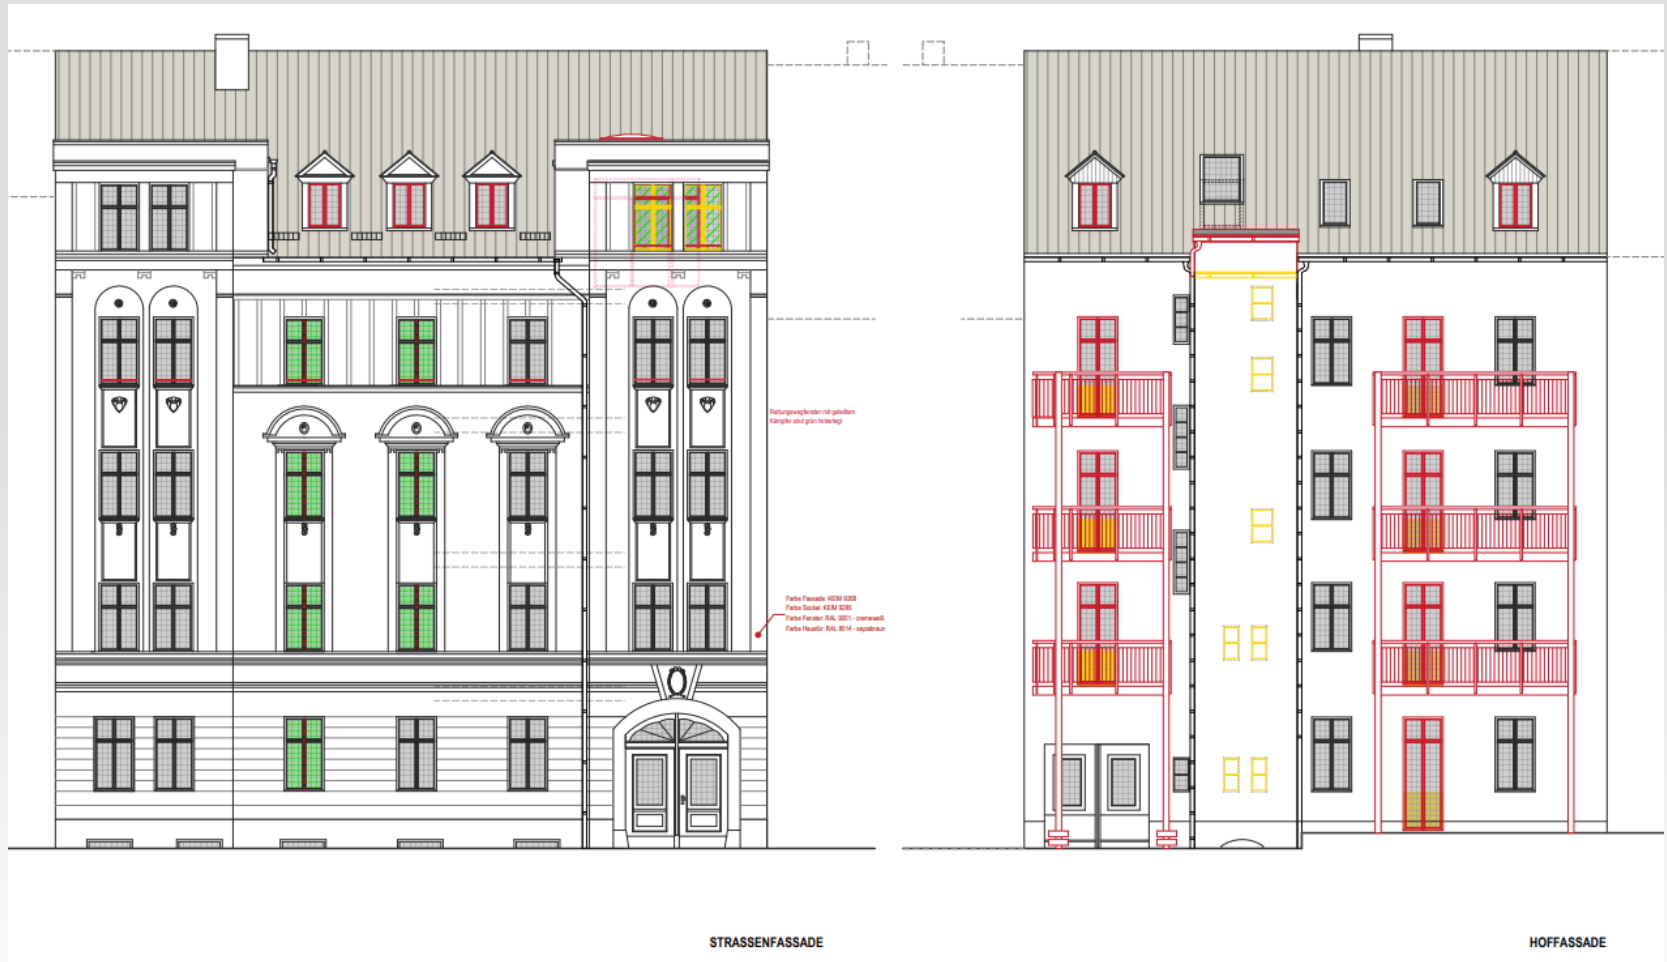 Rettungswegfenster mit geteiltem
Kämpfer sind grün hinterlegt
Farbe Fassade: KEIM 9268
Farbe Sockel: KEIM 9285
Farbe Fenster: RAL 9001 - cremeweiß
Farbe Haustür: RAL 8014 - sepiabraun
STRASSENFASSADE
HOFFASSADE